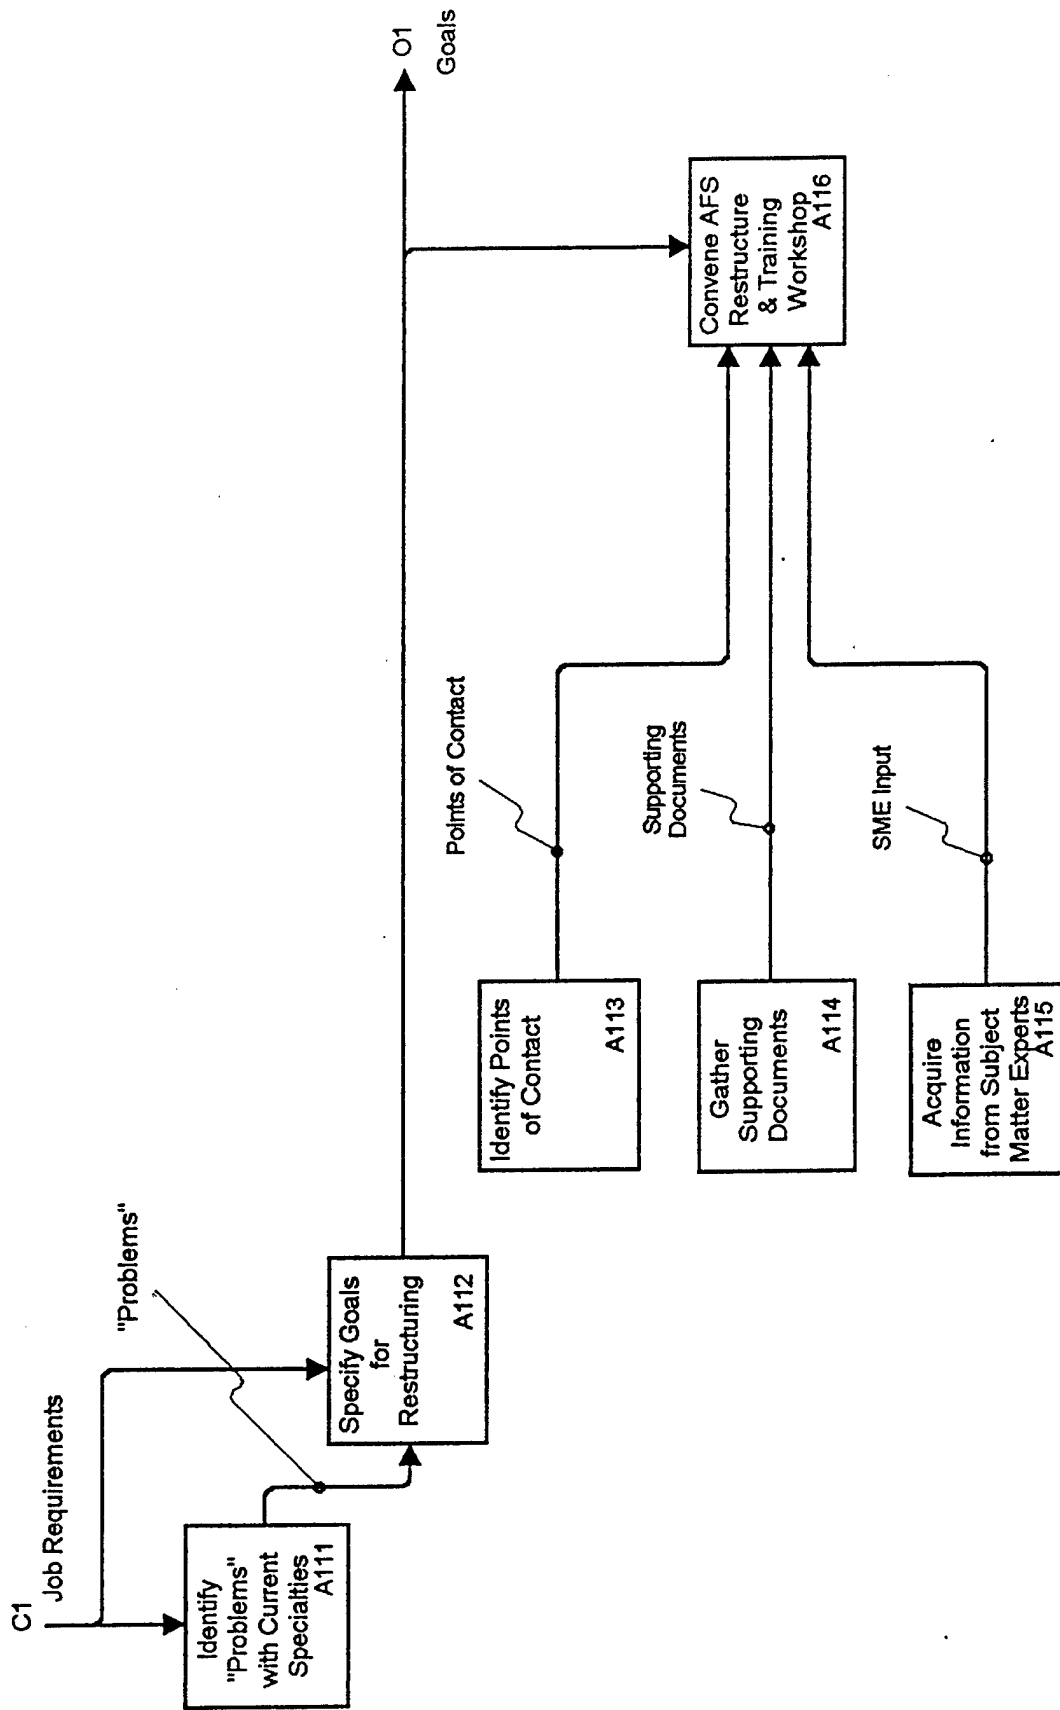 C1
Job Requirements
Identify
"Problems"
with Current
Specialties
A111
"Problems"
Specify Goals
for
Restructuring
A112
O1
Goals
Identify Points
of Contact
A113
Points of Contact
Gather
Supporting
Documents
A114
Supporting
Documents
Acquire
Information
from Subject
Matter Experts
A115
SME Input
Convene AFS
Restructure
& Training
Workshop
A116